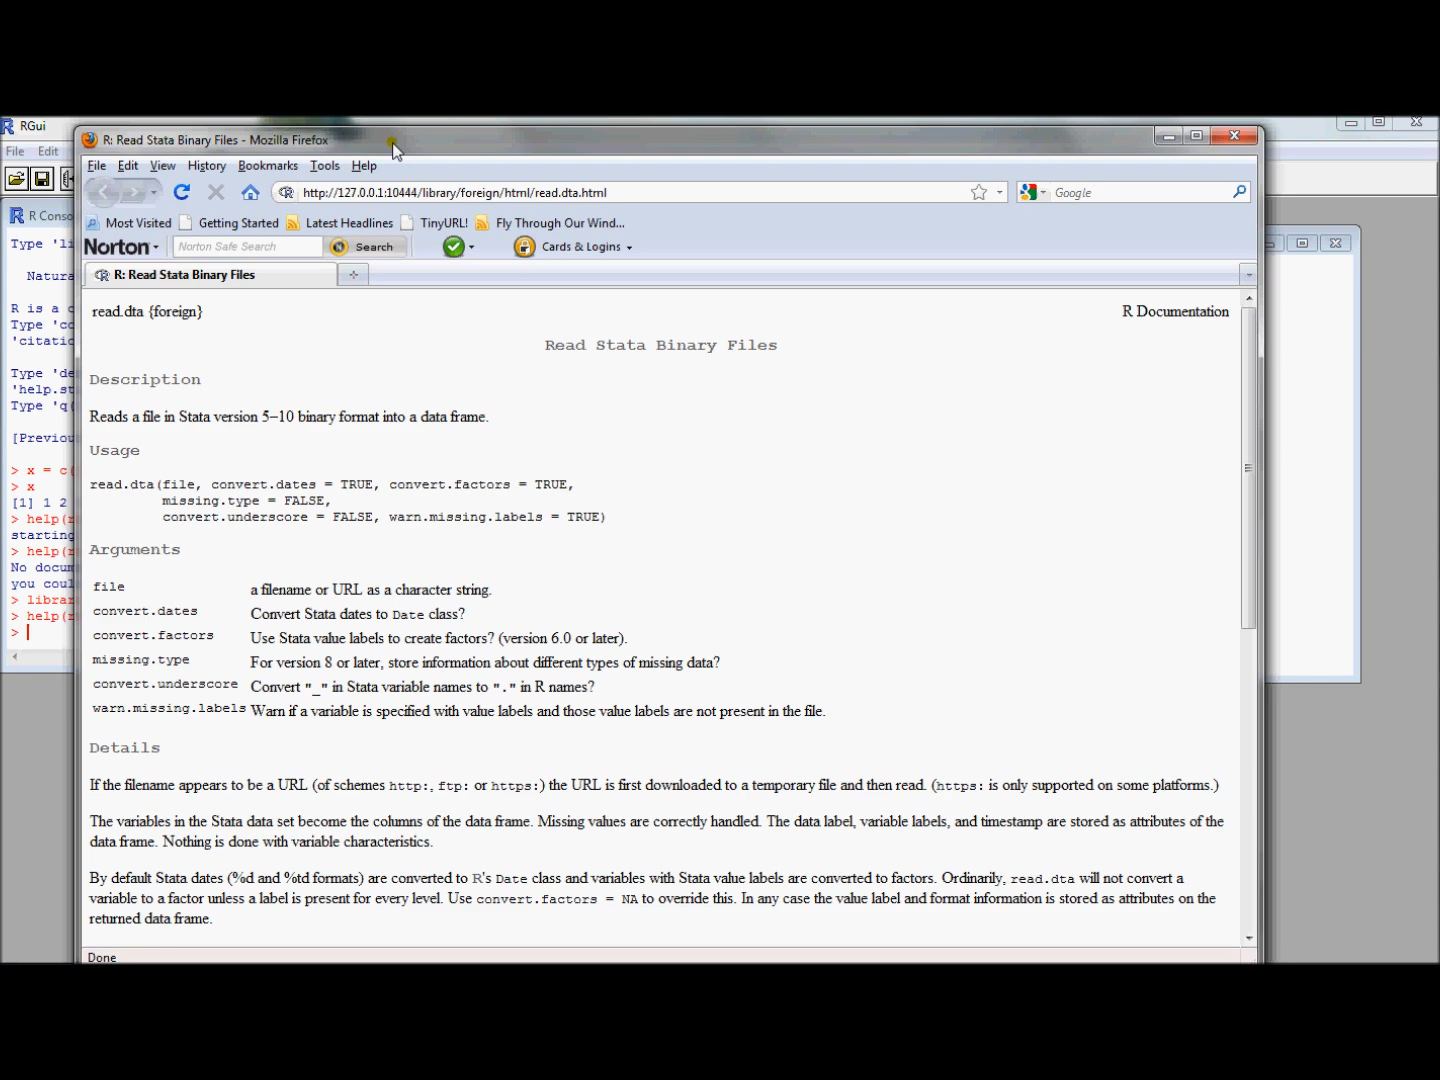 RGui
R: Read Stata Binary Files - Mozilla Firefox
File Edit
File Edit View History Bookmarks Tools Help
http://127.0.0.1:10444/library/foreign/html/read.dta.html
Google
R Conso
Most Visited Getting Started Latest Headlines TinyURL! Fly Through Our Wind...
Norton Norton Safe Search Search Cards & Logins
R: Read Stata Binary Files
Type 'li
Natura
R is a c
Type 'co
'citatic
Type 'de
'help.st
Type 'q(
[Previou
> x = c(
> x
[1] 1 2
> help(r
starting
> help(r
No docum
you coul
> librar
> help(r
>
read.dta {foreign}
R Documentation
Read Stata Binary Files
Description
Reads a file in Stata version 5–10 binary format into a data frame.
Usage
read.dta(file, convert.dates = TRUE, convert.factors = TRUE,
missing.type = FALSE,
convert.underscore = FALSE, warn.missing.labels = TRUE)
Arguments
file a filename or URL as a character string.
convert.dates Convert Stata dates to Date class?
convert.factors Use Stata value labels to create factors? (version 6.0 or later).
missing.type For version 8 or later, store information about different types of missing data?
convert.underscore Convert "_" in Stata variable names to "." in R names?
warn.missing.labels Warn if a variable is specified with value labels and those value labels are not present in the file.
Details
If the filename appears to be a URL (of schemes http:, ftp: or https:) the URL is first downloaded to a temporary file and then read. (https: is only supported on some platforms.)
The variables in the Stata data set become the columns of the data frame. Missing values are correctly handled. The data label, variable labels, and timestamp are stored as attributes of the
data frame. Nothing is done with variable characteristics.
By default Stata dates (%d and %td formats) are converted to R's Date class and variables with Stata value labels are converted to factors. Ordinarily, read.dta will not convert a
variable to a factor unless a label is present for every level. Use convert.factors = NA to override this. In any case the value label and format information is stored as attributes on the
returned data frame.
Done